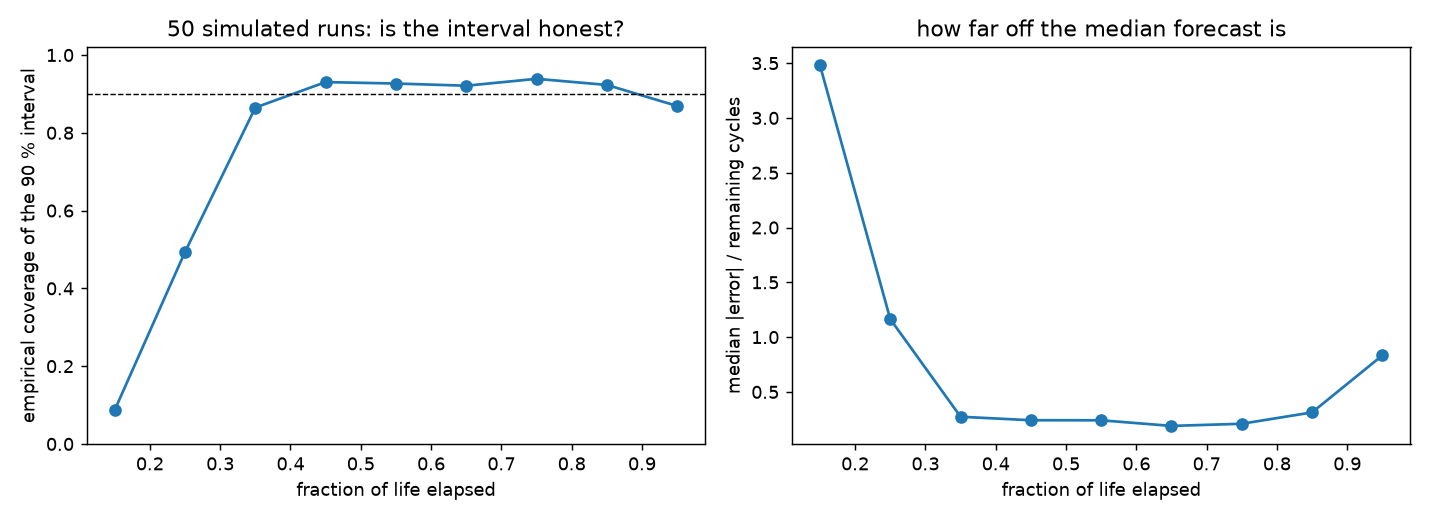 50 simulated runs: is the interval honest?
empirical coverage of the 90 % interval
1.0
0.8
0.6
0.4
0.2
0.0
0.2 0.3 0.4 0.5 0.6 0.7 0.8 0.9
fraction of life elapsed
how far off the median forecast is
median |error| / remaining cycles
3.5
3.0
2.5
2.0
1.5
1.0
0.5
0.2 0.3 0.4 0.5 0.6 0.7 0.8 0.9
fraction of life elapsed